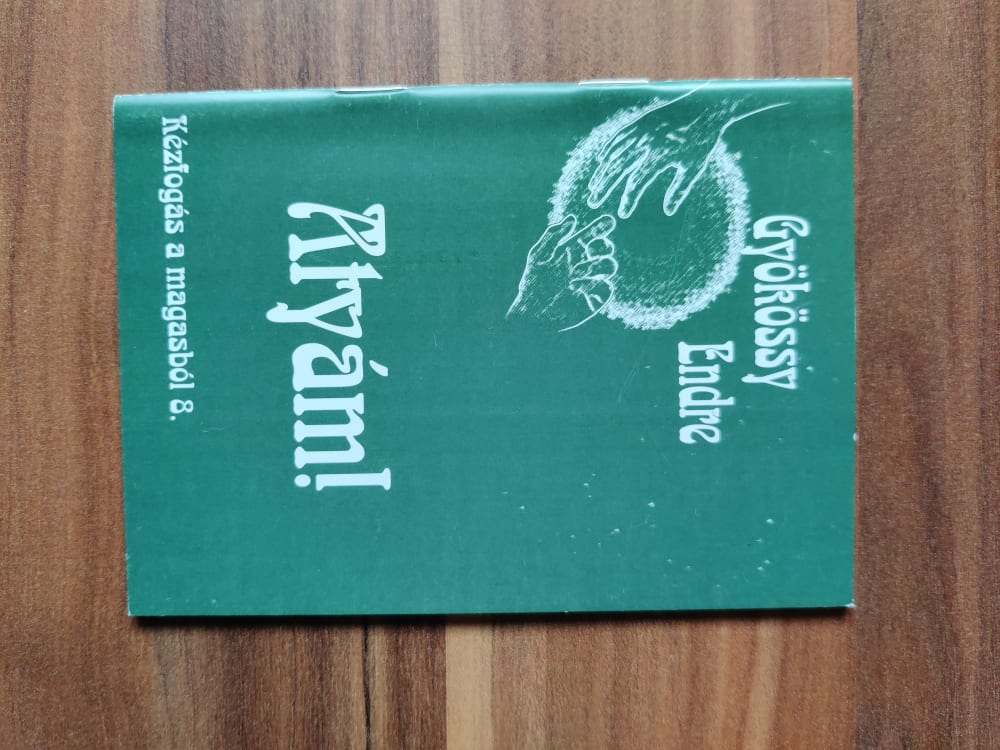 Gyökössy
Endre
Atyám!
Kézfogás a magasból 8.